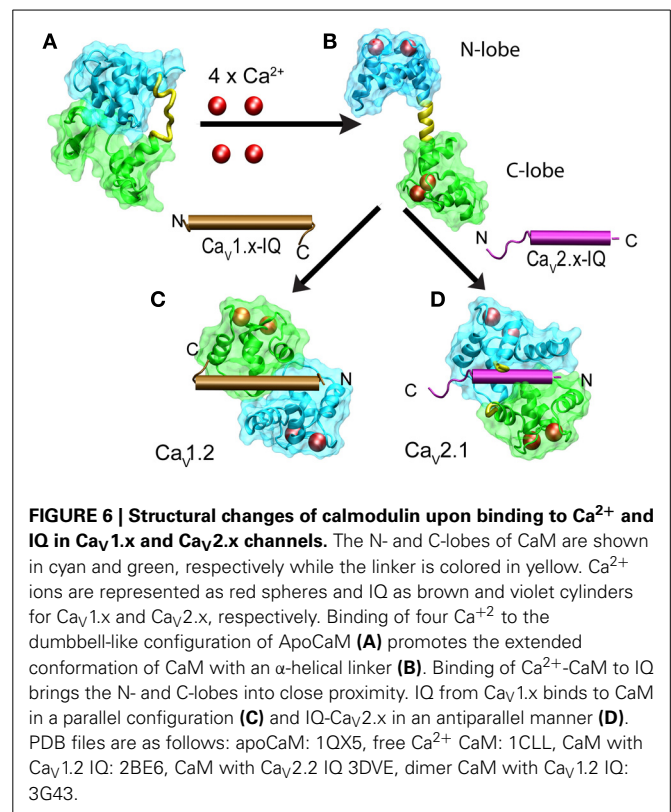 A
4 x Ca²⁺
B
N-lobe
C-lobe
N
C
Caᵥ1.x-IQ
N
C
Caᵥ2.x-IQ
C
C
N
Caᵥ1.2
D
N
C
Caᵥ2.1
FIGURE 6 | Structural changes of calmodulin upon binding to Ca²⁺ and
IQ in Caᵥ1.x and Caᵥ2.x channels. The N- and C-lobes of CaM are shown
in cyan and green, respectively while the linker is colored in yellow. Ca²⁺
ions are represented as red spheres and IQ as brown and violet cylinders
for Caᵥ1.x and Caᵥ2.x, respectively. Binding of four Ca⁺² to the
dumbbell-like configuration of ApoCaM (A) promotes the extended
conformation of CaM with an α-helical linker (B). Binding of Ca²⁺-CaM to IQ
brings the N- and C-lobes into close proximity. IQ from Caᵥ1.x binds to CaM
in a parallel configuration (C) and IQ-Caᵥ2.x in an antiparallel manner (D).
PDB files are as follows: apoCaM: 1QX5, free Ca²⁺ CaM: 1CLL, CaM with
Caᵥ1.2 IQ: 2BE6, CaM with Caᵥ2.2 IQ 3DVE, dimer CaM with Caᵥ1.2 IQ:
3G43.